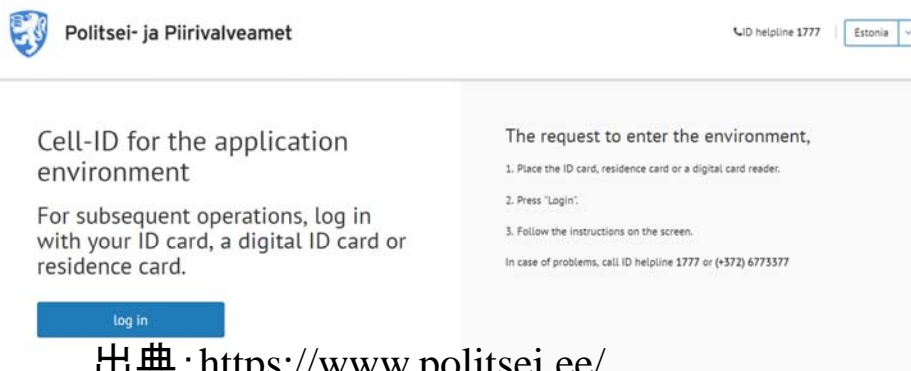 Politsei- ja Piirivalveamet
ID helpline 1777
Estonia
Cell-ID for the application
environment
For subsequent operations, log in
with your ID card, a digital ID card or
residence card.
log in
The request to enter the environment,
1. Place the ID card, residence card or a digital card reader.
2. Press "Login".
3. Follow the instructions on the screen.
In case of problems, call ID helpline 1777 or (+372) 6773377
出典：https://www.politsei.ee/